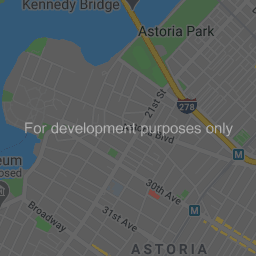 Kennedy Bridge
Astoria Park
21st St
278
For development purposes only
Blvd
M
eum
osed
30th Ave
M
Broadway
31st Ave
ASTORIA